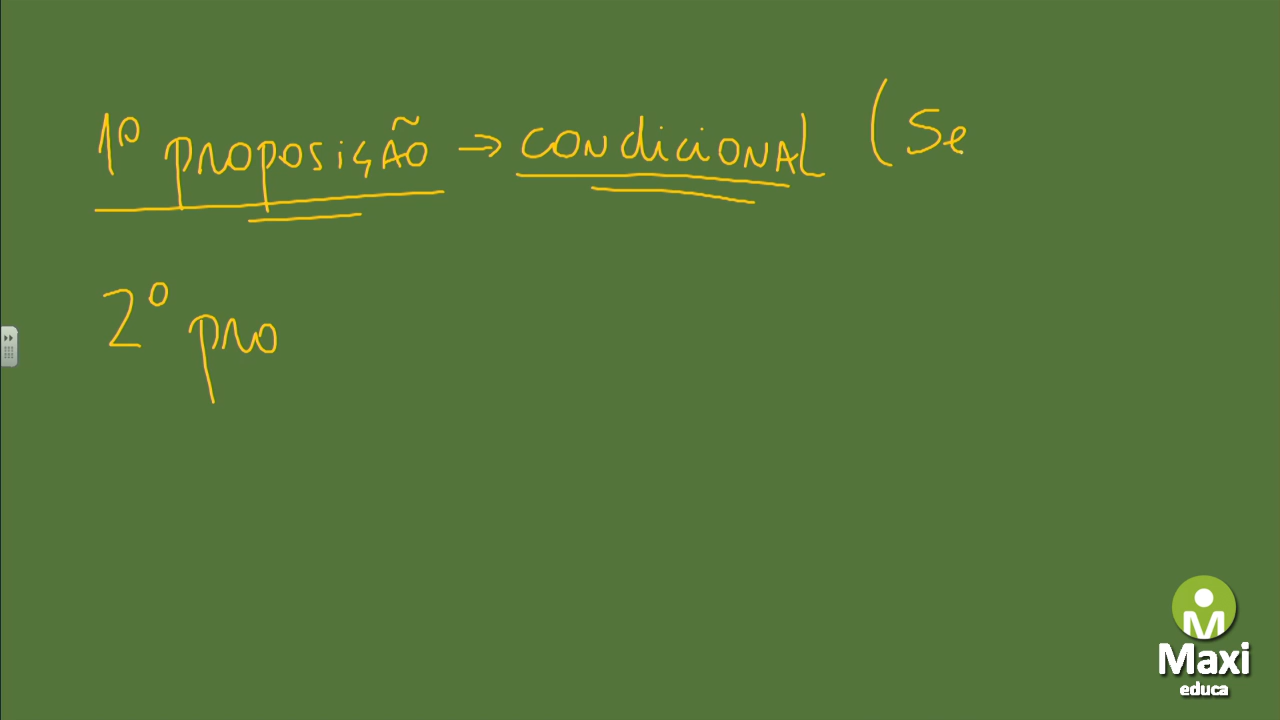 1º proposição → condicional (Se
2º pro
Maxi
educa